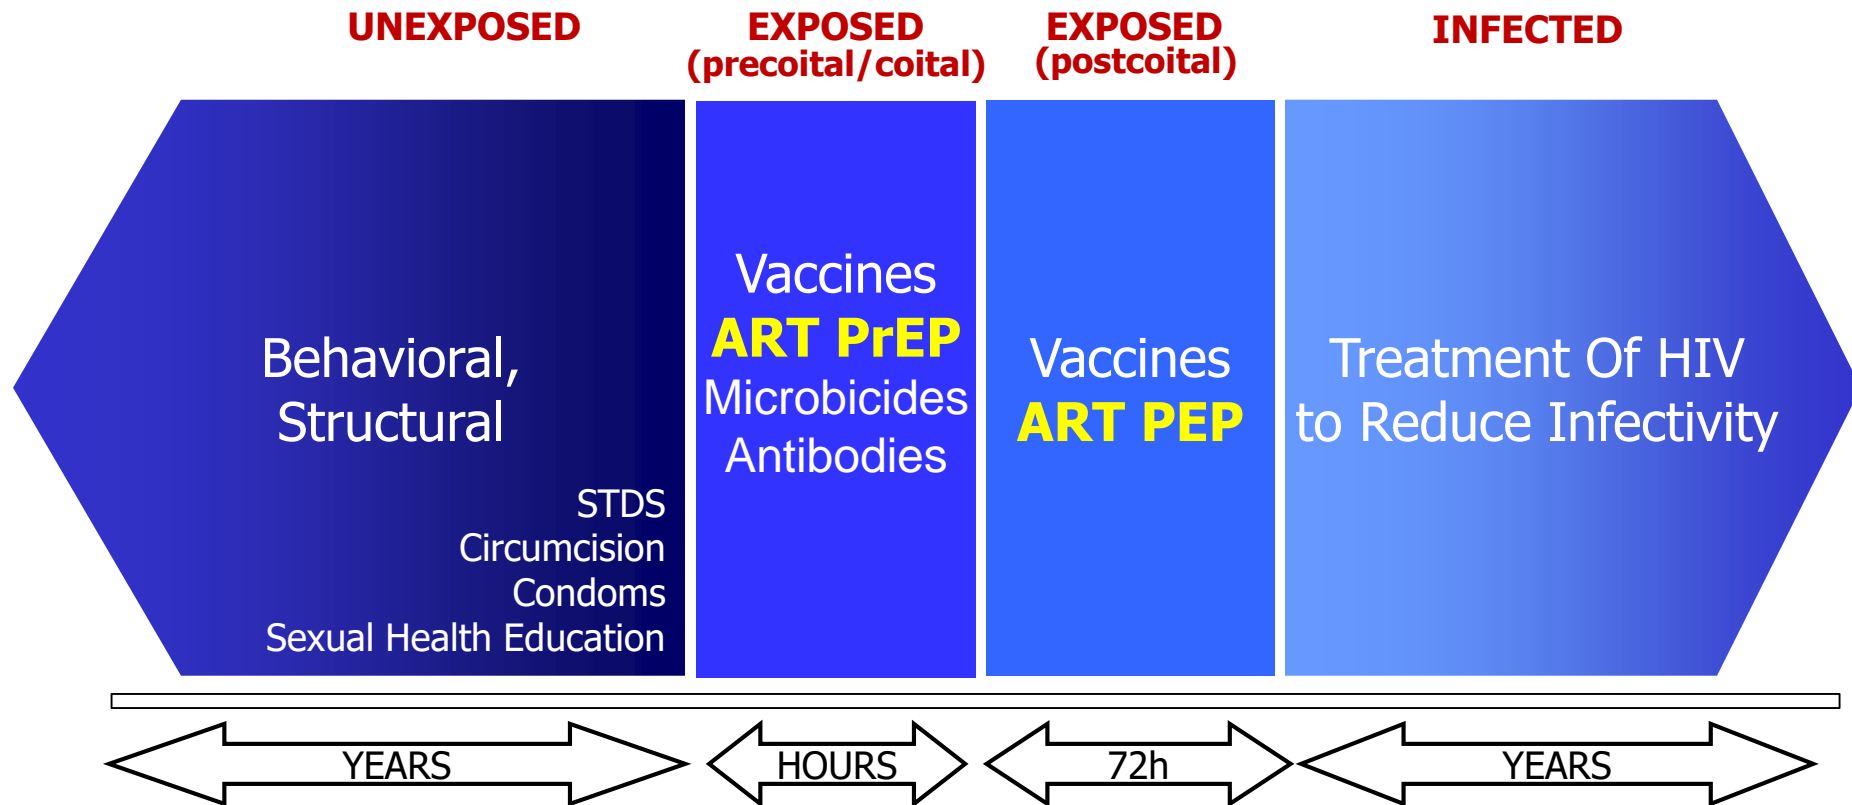 UNEXPOSED
EXPOSED
(precoital/coital)
EXPOSED
(postcoital)
INFECTED
Behavioral,
Structural
STDS
Circumcision
Condoms
Sexual Health Education
Vaccines
ART PrEP
Microbicides
Antibodies
Vaccines
ART PEP
Treatment Of HIV
to Reduce Infectivity
YEARS
HOURS
72h
YEARS